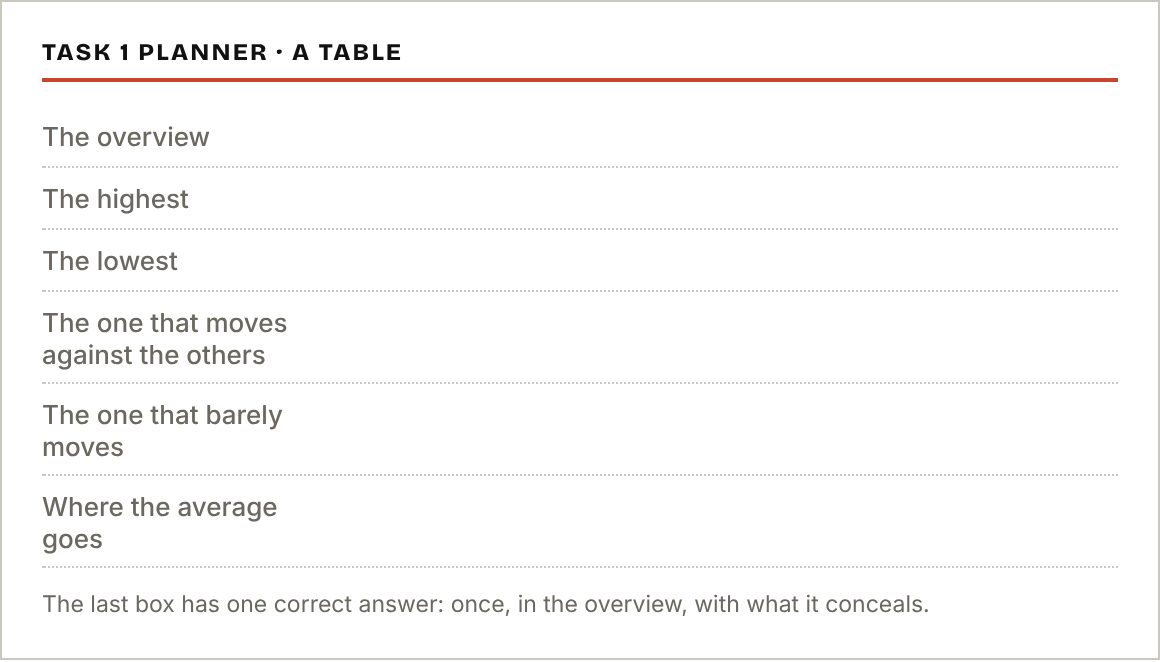 TASK 1 PLANNER · A TABLE
The overview
The highest
The lowest
The one that moves
against the others
The one that barely
moves
Where the average
goes
The last box has one correct answer: once, in the overview, with what it conceals.